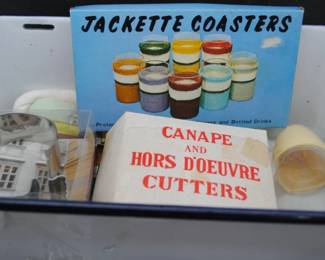 JACKETTE COASTERS
CANAPE
AND
HORS D'OEUVRE
CUTTERS